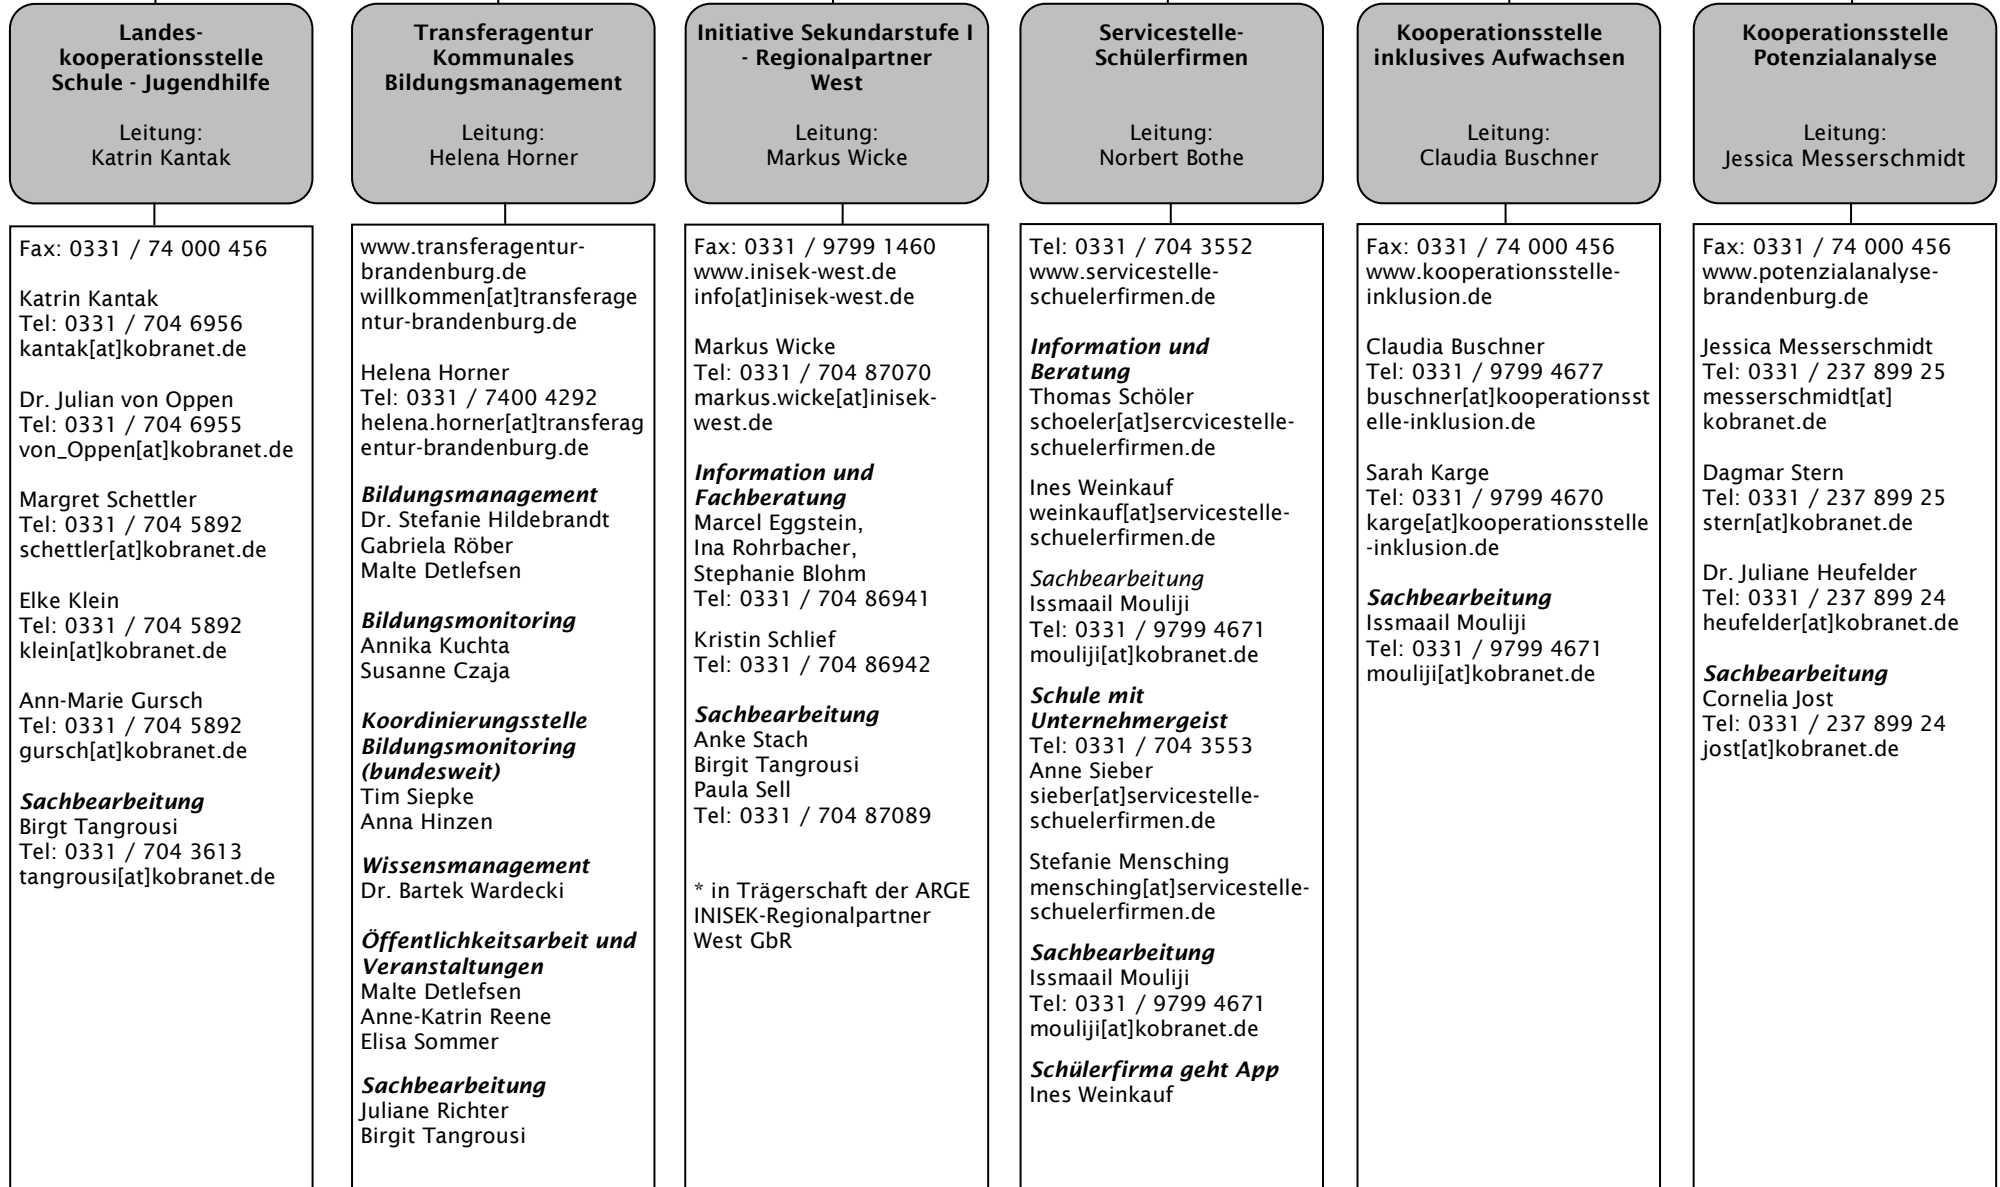 Landes-
kooperationsstelle
Schule - Jugendhilfe
Leitung:
Katrin Kantak
Fax: 0331 / 74 000 456
Katrin Kantak
Tel: 0331 / 704 6956
kantak[at]kobranet.de
Dr. Julian von Oppen
Tel: 0331 / 704 6955
von_Oppen[at]kobranet.de
Margret Schettler
Tel: 0331 / 704 5892
schettler[at]kobranet.de
Elke Klein
Tel: 0331 / 704 5892
klein[at]kobranet.de
Ann-Marie Gursch
Tel: 0331 / 704 5892
gursch[at]kobranet.de
Sachbearbeitung
Birgt Tangrousi
Tel: 0331 / 704 3613
tangrousi[at]kobranet.de
Transferagentur
Kommunales
Bildungsmanagement
Leitung:
Helena Horner
www.transferagentur-
brandenburg.de
willkommen[at]transferage
ntur-brandenburg.de
Helena Horner
Tel: 0331 / 7400 4292
helena.horner[at]transferag
entur-brandenburg.de
Bildungsmanagement
Dr. Stefanie Hildebrandt
Gabriela Röber
Malte Detlefsen
Bildungsmonitoring
Annika Kuchta
Susanne Czaja
Koordinierungsstelle
Bildungsmonitoring
(bundesweit)
Tim Siepke
Anna Hinzen
Wissensmanagement
Dr. Bartek Wardecki
Öffentlichkeitsarbeit und
Veranstaltungen
Malte Detlefsen
Anne-Katrin Reene
Elisa Sommer
Sachbearbeitung
Juliane Richter
Birgit Tangrousi
Initiative Sekundarstufe I
- Regionalpartner
West
Leitung:
Markus Wicke
Fax: 0331 / 9799 1460
www.inisek-west.de
info[at]inisek-west.de
Markus Wicke
Tel: 0331 / 704 87070
markus.wicke[at]inisek-
west.de
Information und
Fachberatung
Marcel Eggstein,
Ina Rohrbacher,
Stephanie Blohm
Tel: 0331 / 704 86941
Kristin Schlief
Tel: 0331 / 704 86942
Sachbearbeitung
Anke Stach
Birgit Tangrousi
Paula Sell
Tel: 0331 / 704 87089
* in Trägerschaft der ARGE
INISEK-Regionalpartner
West GbR
Servicestelle-
Schülerfirmen
Leitung:
Norbert Bothe
Tel: 0331 / 704 3552
www.servicestelle-
schuelerfirmen.de
Information und
Beratung
Thomas Schöler
schoeler[at]sercvicestelle-
schuelerfirmen.de
Ines Weinkauf
weinkauf[at]servicestelle-
schuelerfirmen.de
Sachbearbeitung
Issmaail Mouliji
Tel: 0331 / 9799 4671
mouliji[at]kobranet.de
Schule mit
Unternehmergeist
Tel: 0331 / 704 3553
Anne Sieber
sieber[at]servicestelle-
schuelerfirmen.de
Stefanie Mensching
mensching[at]servicestelle-
schuelerfirmen.de
Sachbearbeitung
Issmaail Mouliji
Tel: 0331 / 9799 4671
mouliji[at]kobranet.de
Schülerfirma geht App
Ines Weinkauf
Kooperationsstelle
inklusives Aufwachsen
Leitung:
Claudia Buschner
Fax: 0331 / 74 000 456
www.kooperationsstelle-
inklusion.de
Claudia Buschner
Tel: 0331 / 9799 4677
buschner[at]kooperationsst
elle-inklusion.de
Sarah Karge
Tel: 0331 / 9799 4670
karge[at]kooperationsstelle
-inklusion.de
Sachbearbeitung
Issmaail Mouliji
Tel: 0331 / 9799 4671
mouliji[at]kobranet.de
Kooperationsstelle
Potenzialanalyse
Leitung:
Jessica Messerschmidt
Fax: 0331 / 74 000 456
www.potenzialanalyse-
brandenburg.de
Jessica Messerschmidt
Tel: 0331 / 237 899 25
messerschmidt[at]
kobranet.de
Dagmar Stern
Tel: 0331 / 237 899 25
stern[at]kobranet.de
Dr. Juliane Heufelder
Tel: 0331 / 237 899 24
heufelder[at]kobranet.de
Sachbearbeitung
Cornelia Jost
Tel: 0331 / 237 899 24
jost[at]kobranet.de